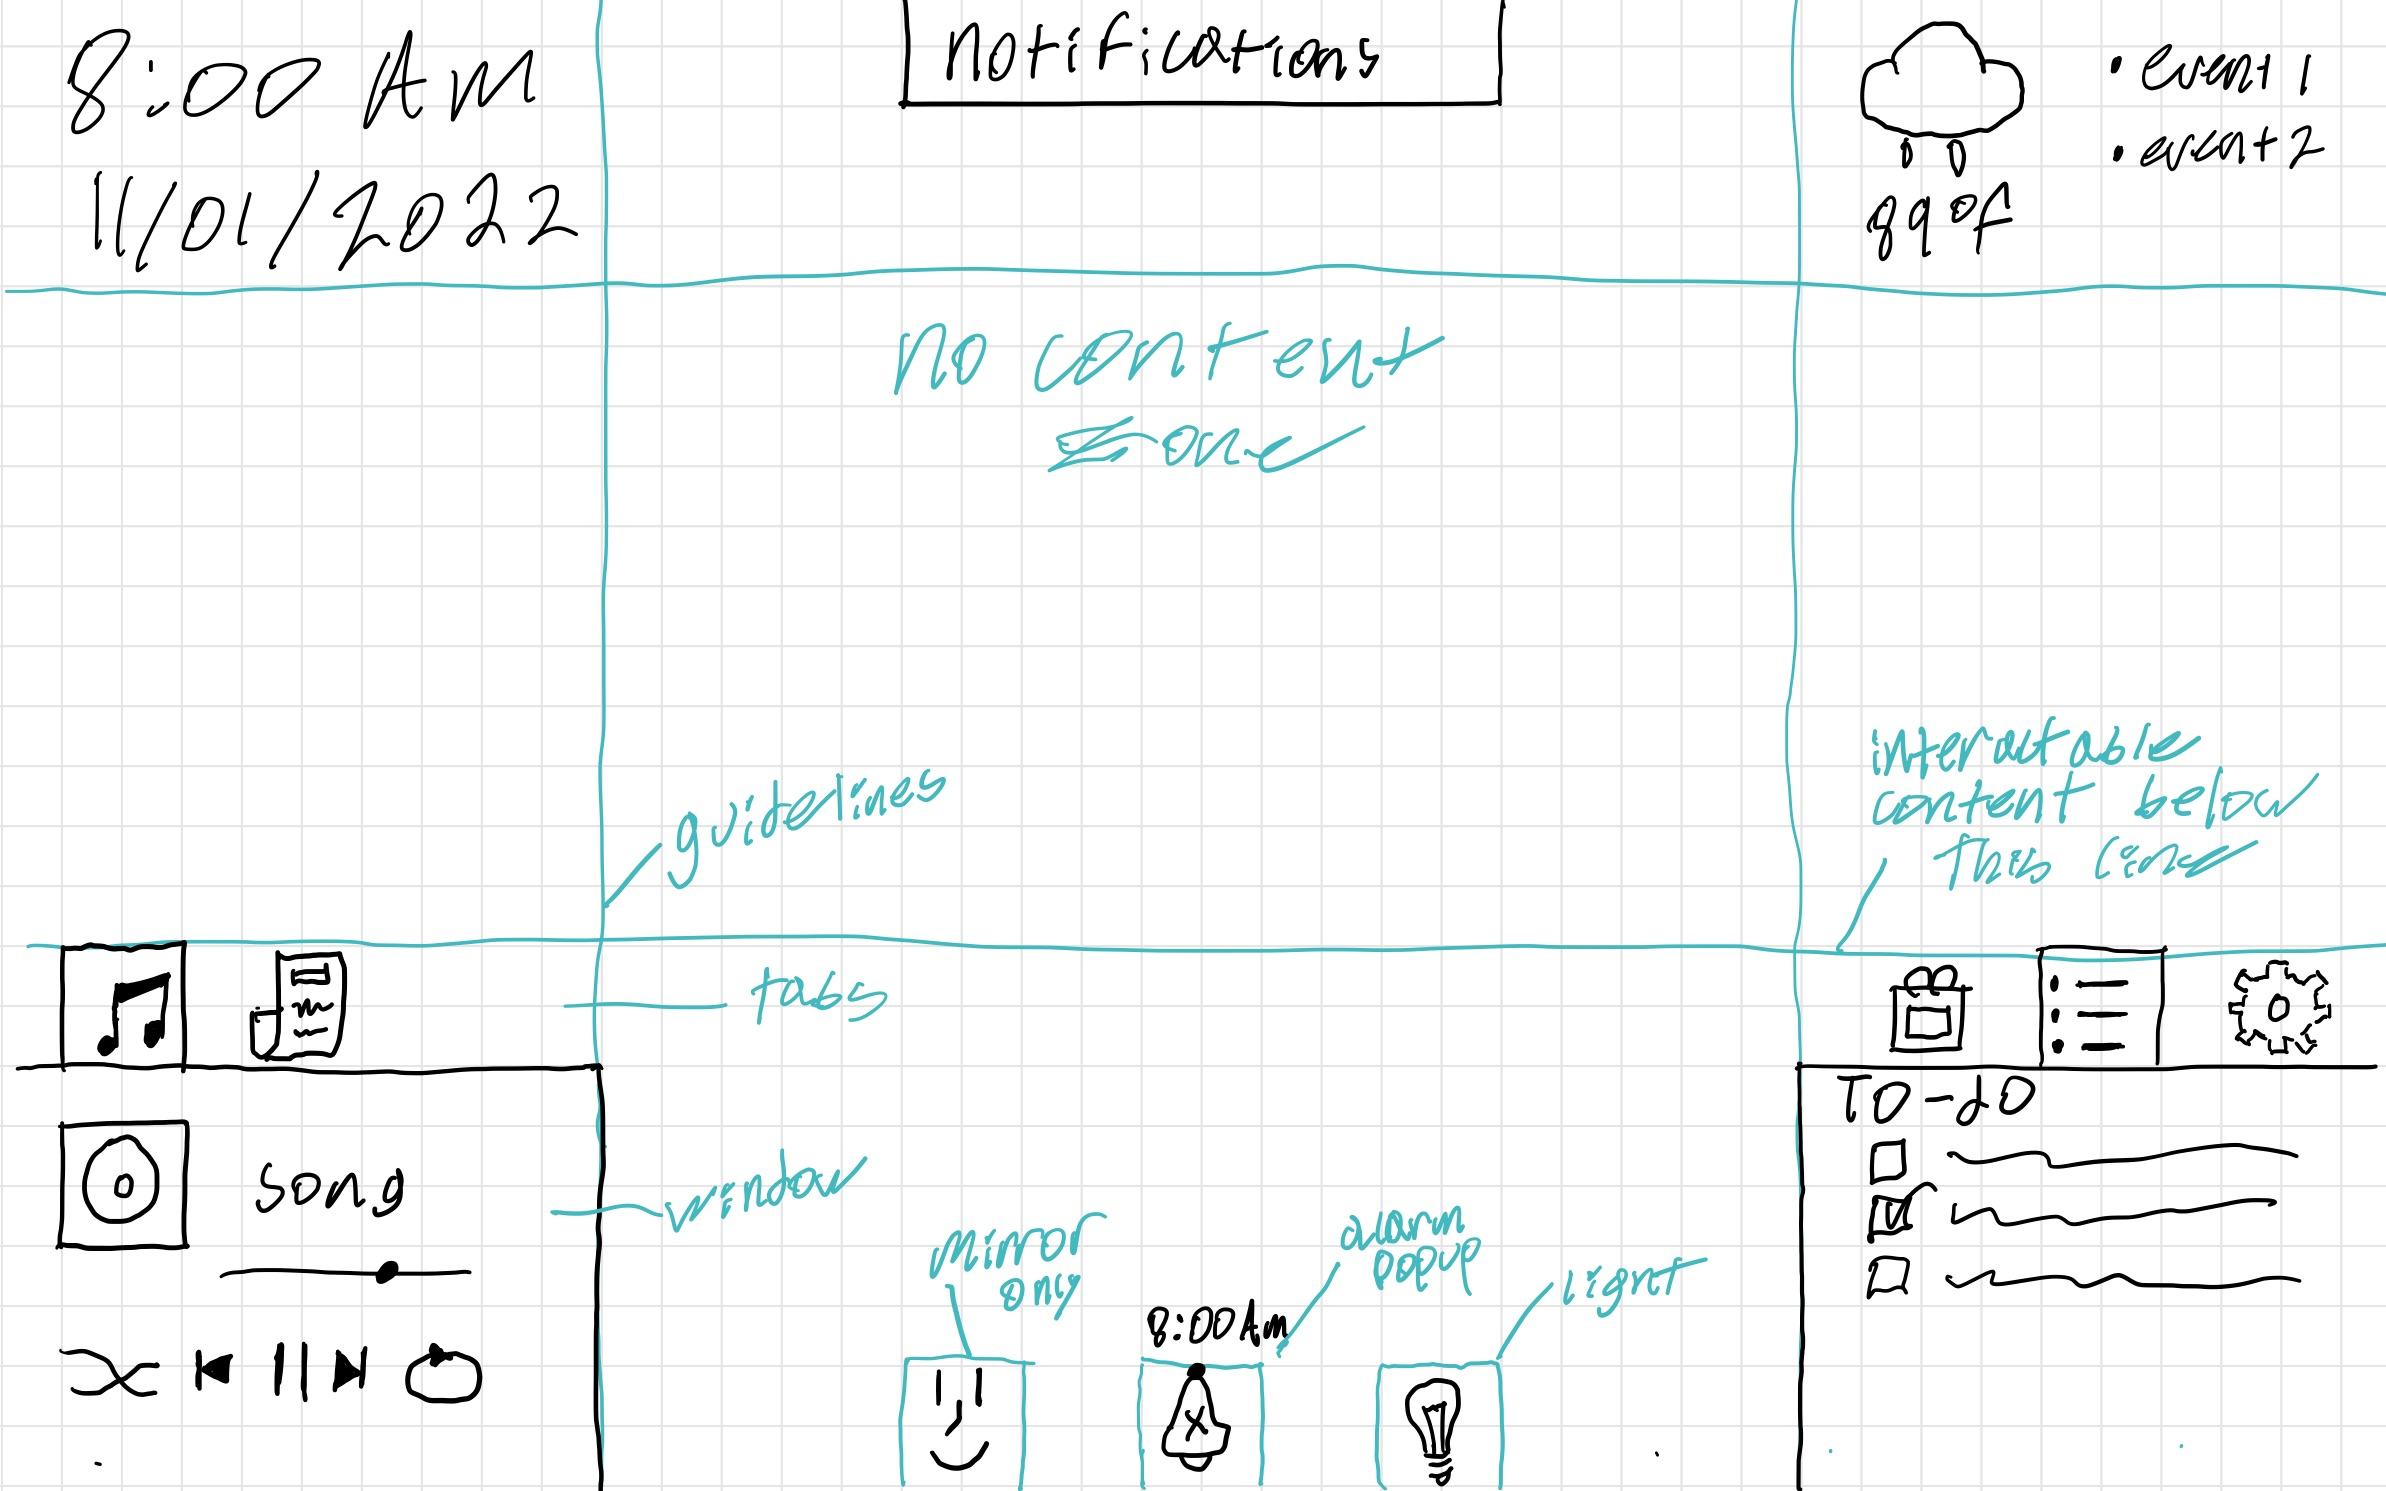 8:00 AM
11/01/2022
Notifications
• event 1
• event 2
89°F
No content
Zone
guidelines
interactable
content below
this line
tabs
song
window
mirror
only
alarm
popup
light
8:00 AM
TO-dO